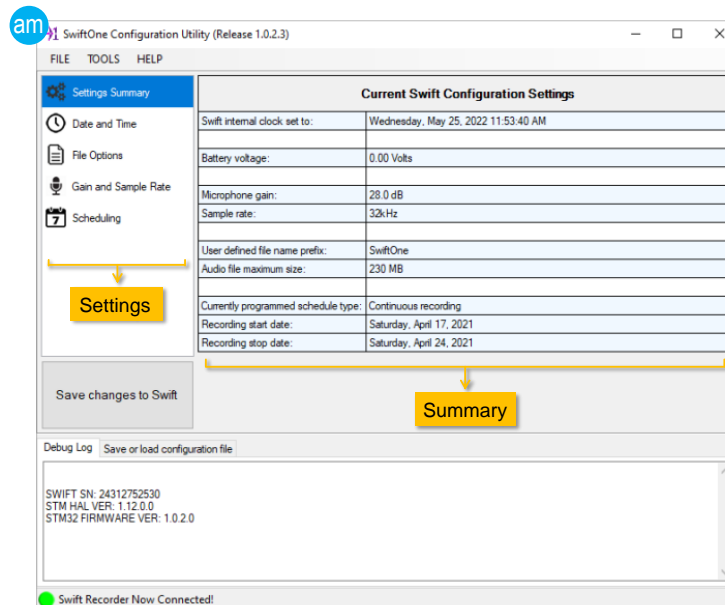 am
SwiftOne Configuration Utility (Release 1.0.2.3)
FILE TOOLS HELP
Settings Summary
Date and Time
File Options
Gain and Sample Rate
7 Scheduling
Settings
Save changes to Swift
Current Swift Configuration Settings
Swift internal clock set to: Wednesday, May 25, 2022 11:53:40 AM
Battery voltage: 0.00 Volts
Microphone gain: 28.0 dB
Sample rate: 32kHz
User defined file name prefix: SwiftOne
Audio file maximum size: 230 MB
Currently programmed schedule type: Continuous recording
Recording start date: Saturday, April 17, 2021
Recording stop date: Saturday, April 24, 2021
Summary
Debug Log Save or load configuration file
SWIFT SN: 24312752530
STM HAL VER: 1.12.0.0
STM32 FIRMWARE VER: 1.0.2.0
Swift Recorder Now Connected!